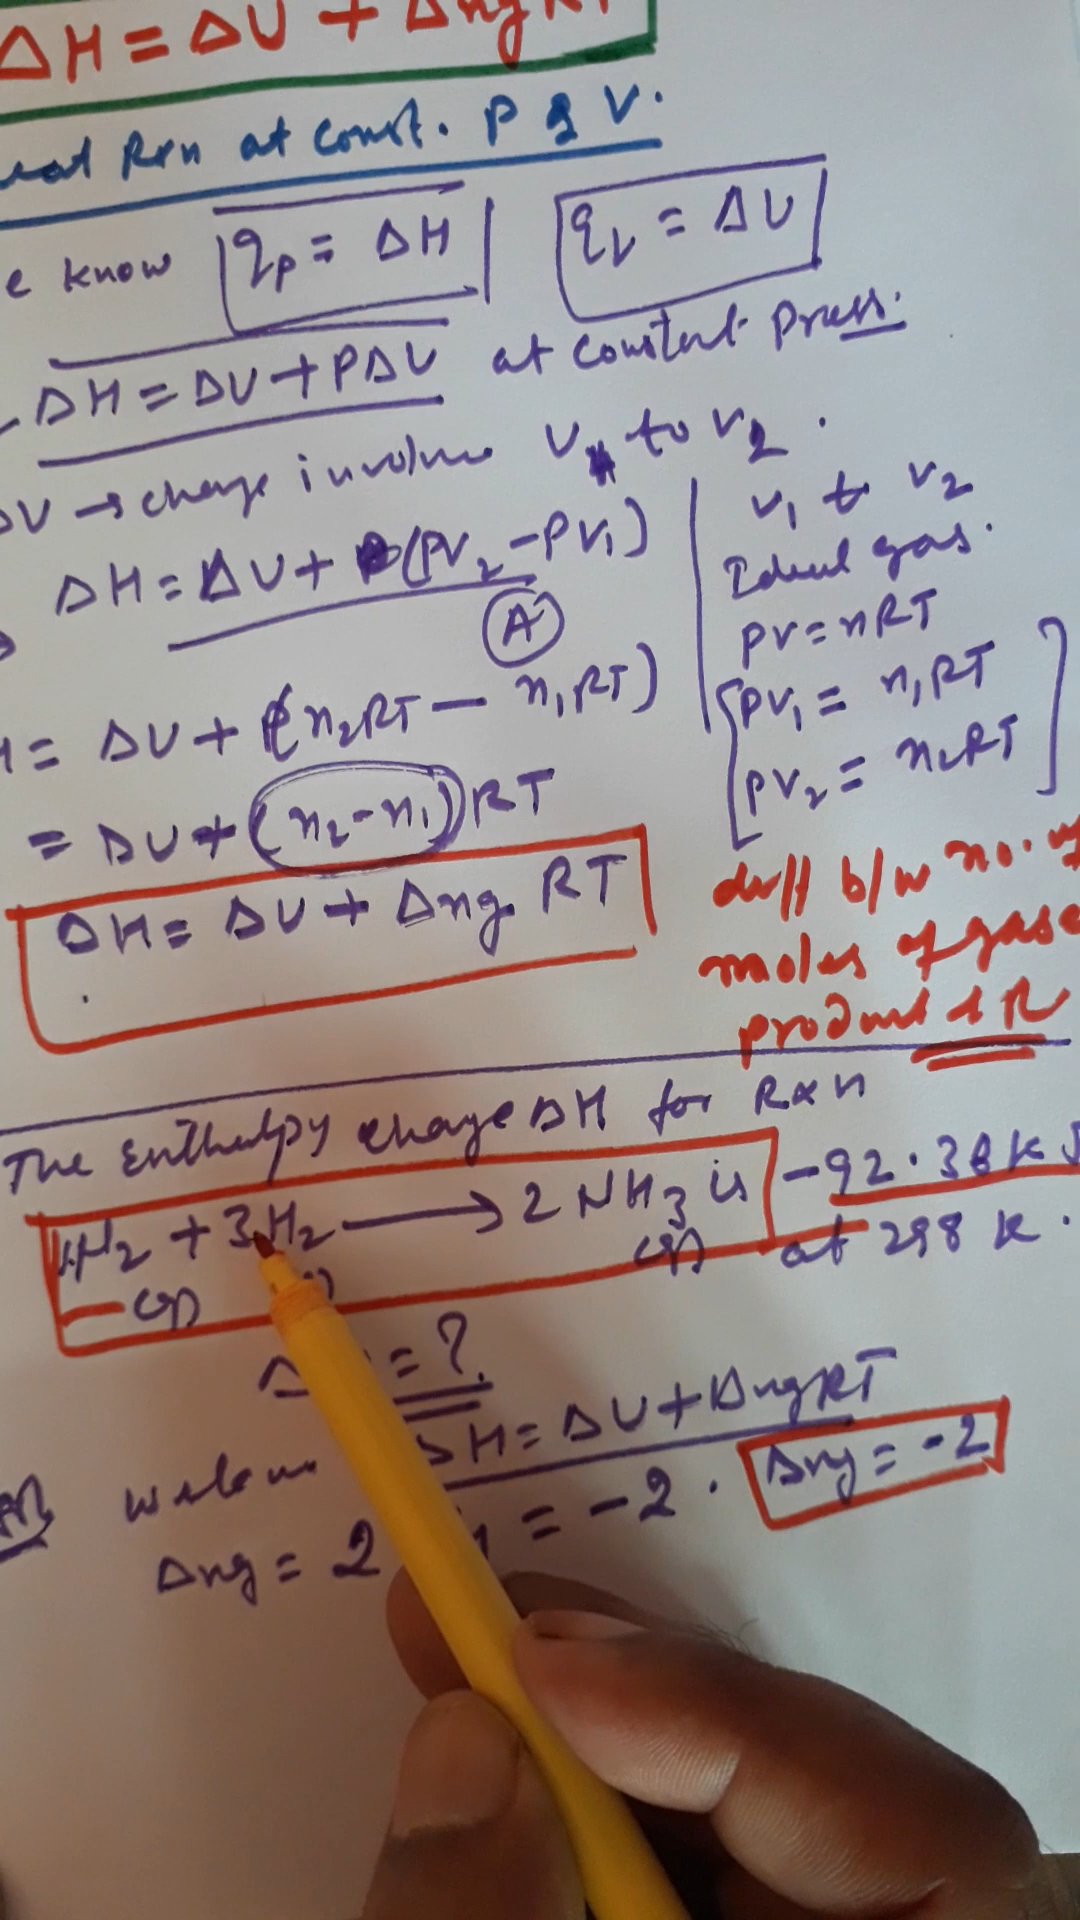 ΔH = ΔU + ΔngRT
Rxn at Const. P & V.
e know qp = ΔH | qv = ΔU
ΔH = ΔU + PΔV at Constant Press.
ΔV → change involve V₁ to V₂.
ΔH = ΔU + (PV₂ - PV₁)
(A)
V₁ to V₂
Ideal gas.
PV = nRT
PV₁ = n₁RT
PV₂ = n₂RT
H = ΔU + (n₂RT - n₁RT)
= ΔU + (n₂-n₁)RT
ΔH = ΔU + Δng RT
diff b/w no. of
moles of gase
product & R
The Enthalpy change ΔH for Rxn
N₂ + 3H₂ ⟶ 2NH₃ is -92.38 kJ
(g) (g) at 298 K.
= ?
ΔH = ΔU + ΔngRT
Δng = 2 = -2. Δng = -2